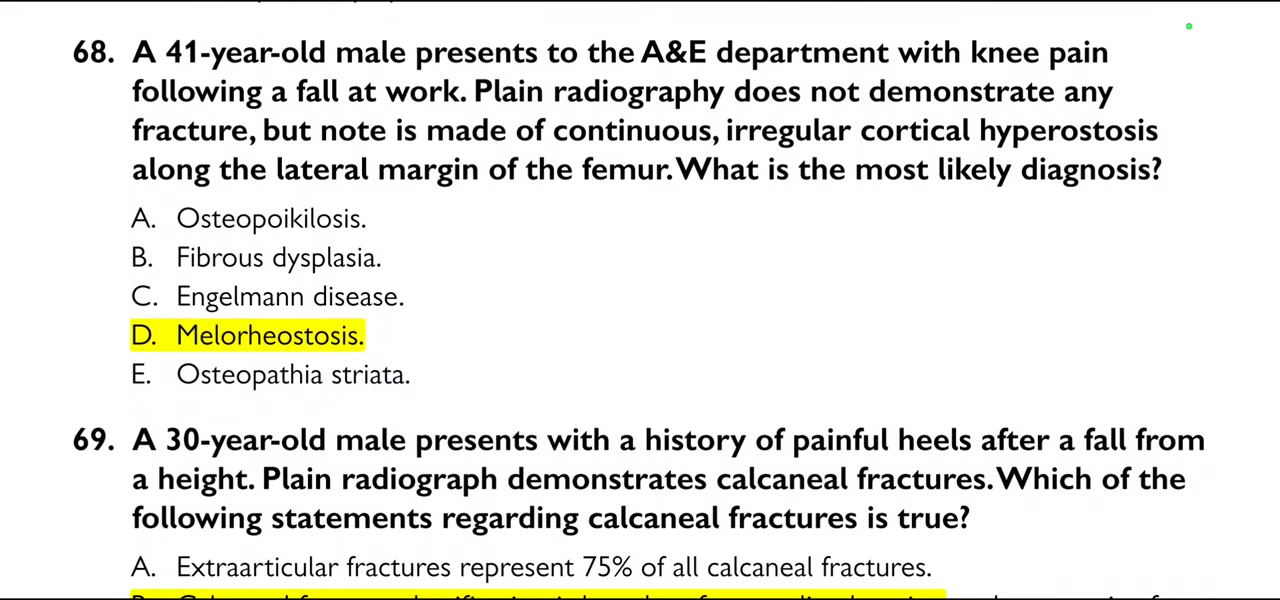 68. A 41-year-old male presents to the A&E department with knee pain
following a fall at work. Plain radiography does not demonstrate any
fracture, but note is made of continuous, irregular cortical hyperostosis
along the lateral margin of the femur. What is the most likely diagnosis?
A. Osteopoikilosis.
B. Fibrous dysplasia.
C. Engelmann disease.
D. Melorheostosis.
E. Osteopathia striata.
69. A 30-year-old male presents with a history of painful heels after a fall from
a height. Plain radiograph demonstrates calcaneal fractures. Which of the
following statements regarding calcaneal fractures is true?
A. Extraarticular fractures represent 75% of all calcaneal fractures.